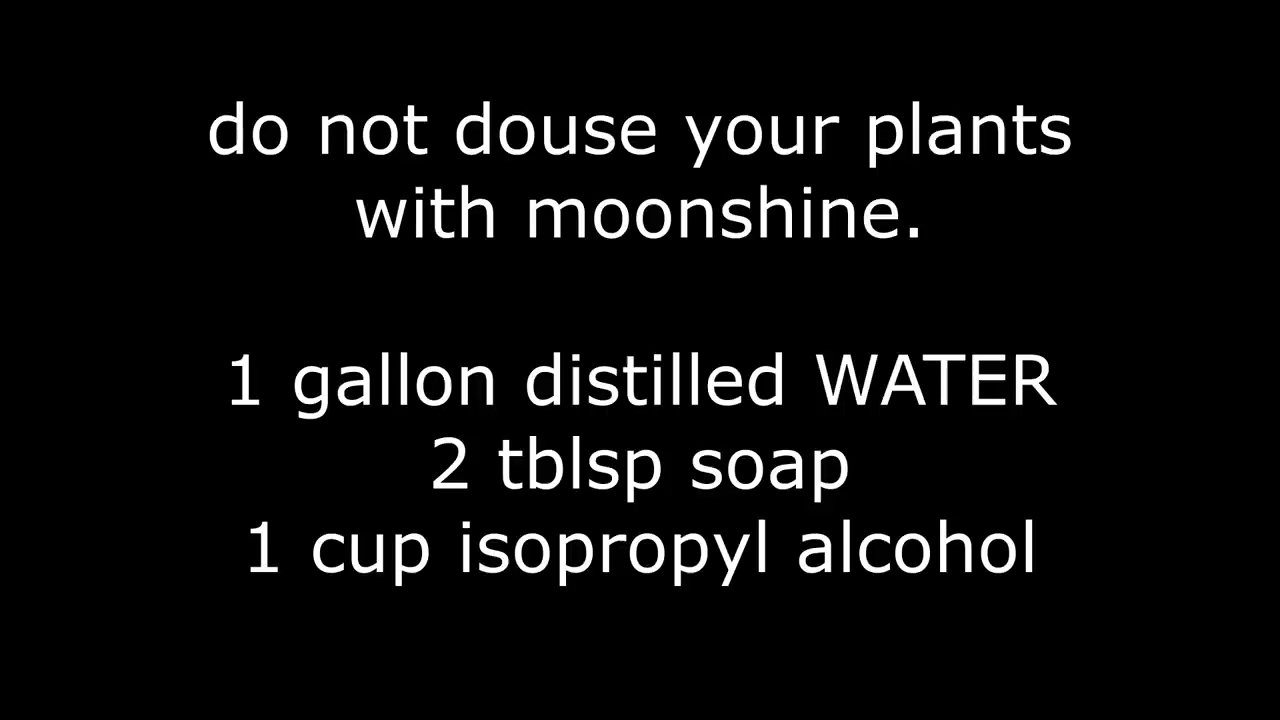 do not douse your plants
with moonshine.
1 gallon distilled WATER
2 tblsp soap
1 cup isopropyl alcohol